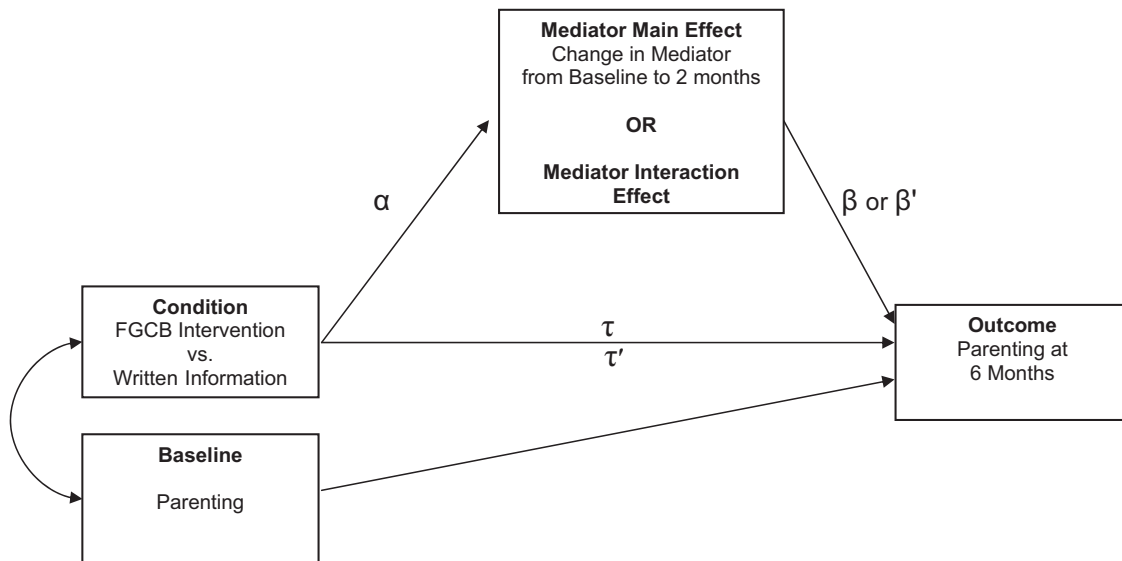 Mediator Main Effect
Change in Mediator
from Baseline to 2 months
OR
Mediator Interaction
Effect
α
β or β'
Condition
FGCB Intervention
vs.
Written Information
τ
τ′
Outcome
Parenting at
6 Months
Baseline
Parenting